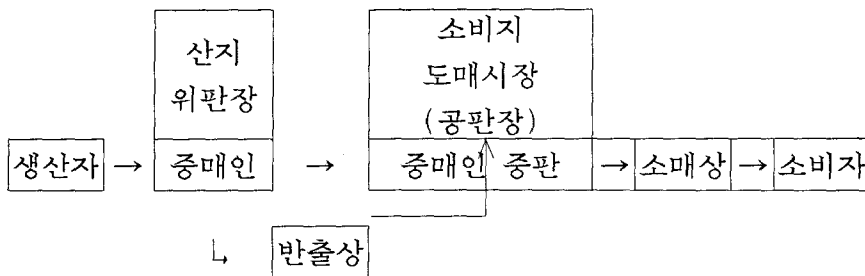 산지
위판장
소비지
도매시장
(공판장)
생산자 → 중매인 → 중매인 중판 → 소매상 → 소비자
↳ 반출상